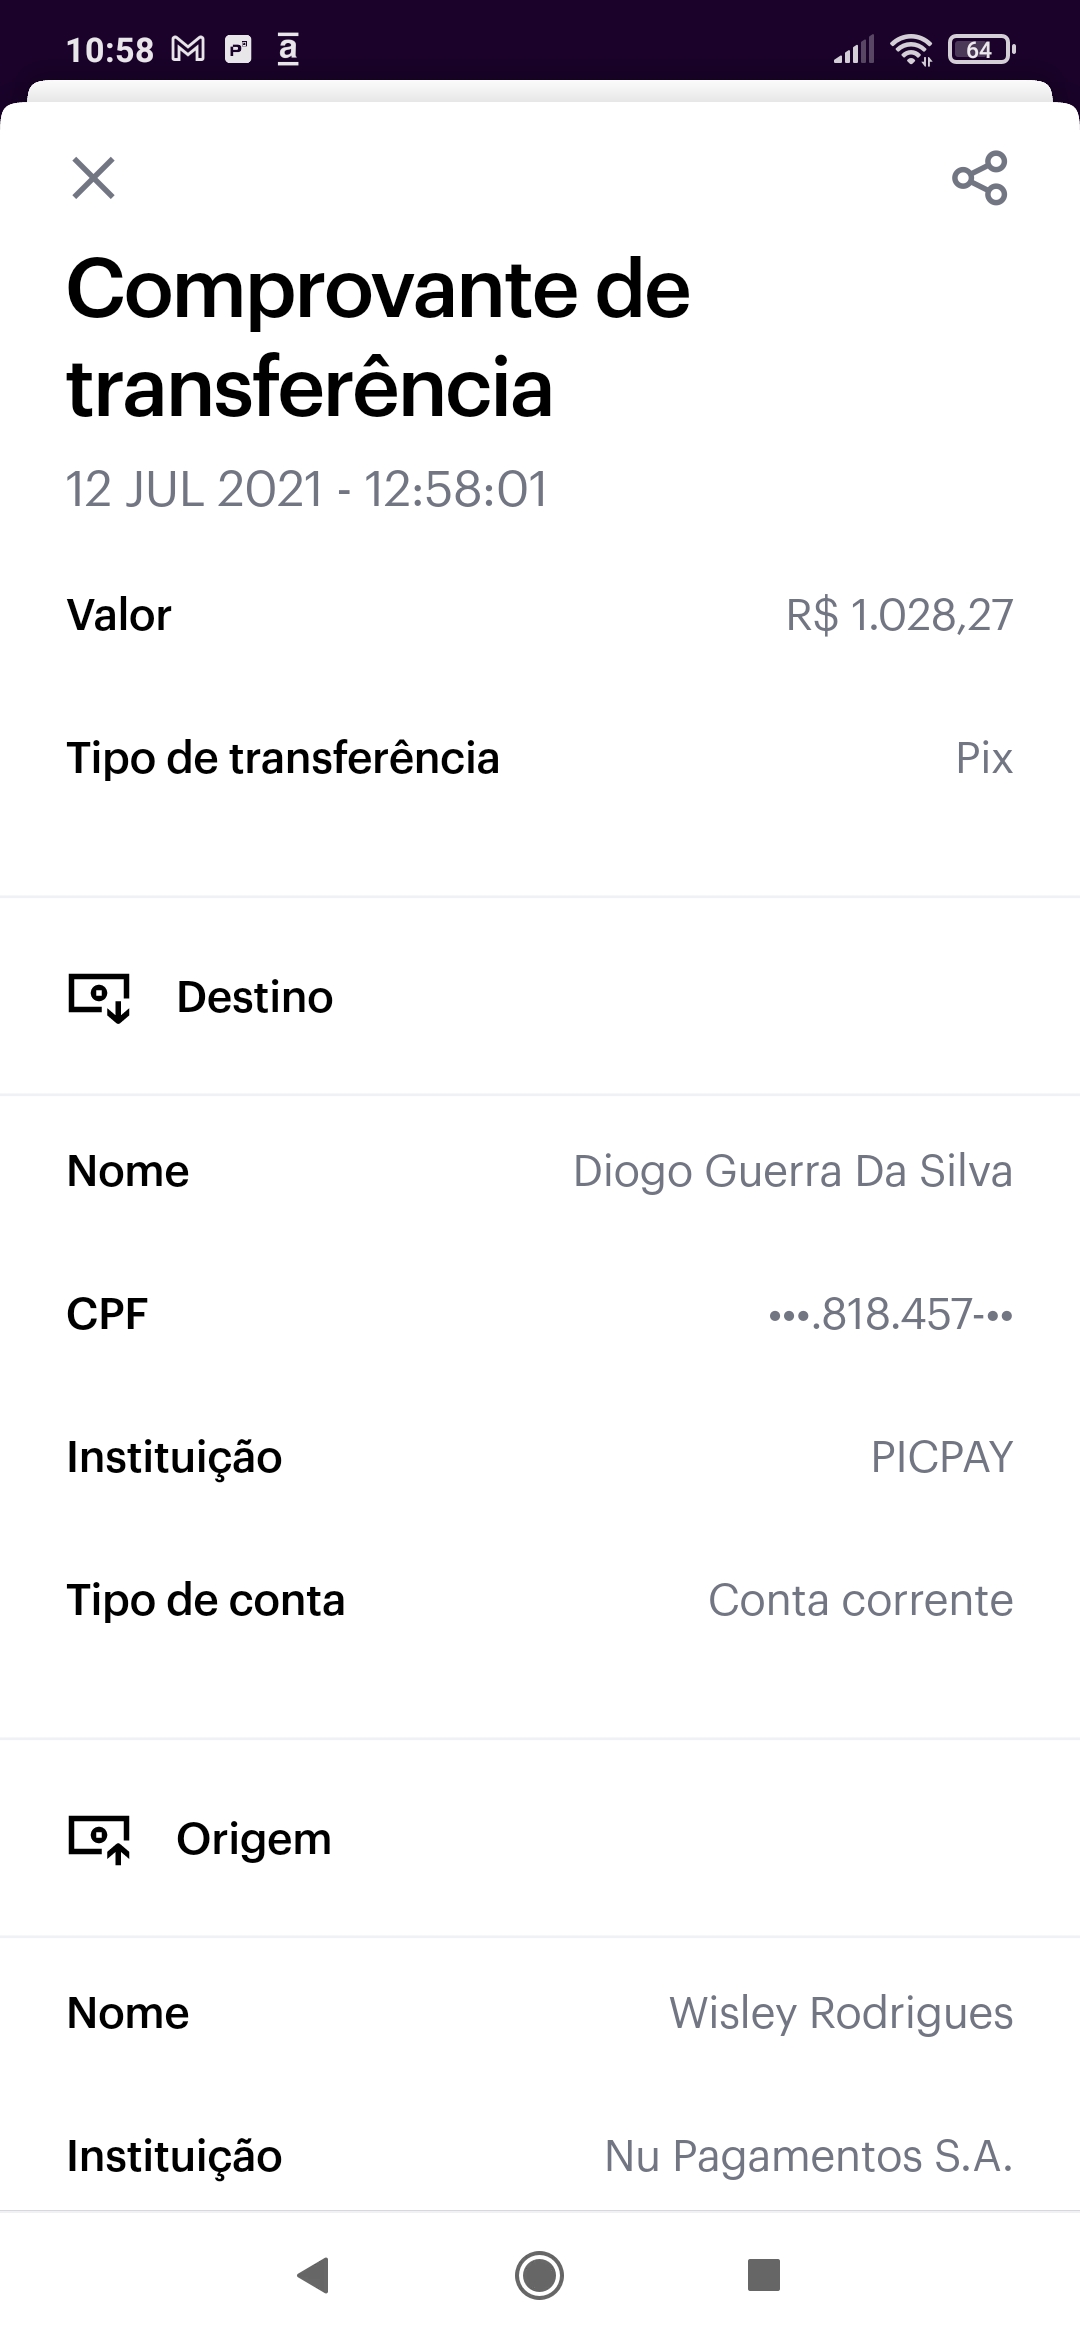 10:58
64
Comprovante de
transferência
12 JUL 2021 - 12:58:01
Valor R$ 1.028,27
Tipo de transferência Pix
Destino
Nome Diogo Guerra Da Silva
CPF •••.818.457-••
Instituição PICPAY
Tipo de conta Conta corrente
Origem
Nome Wisley Rodrigues
Instituição Nu Pagamentos S.A.